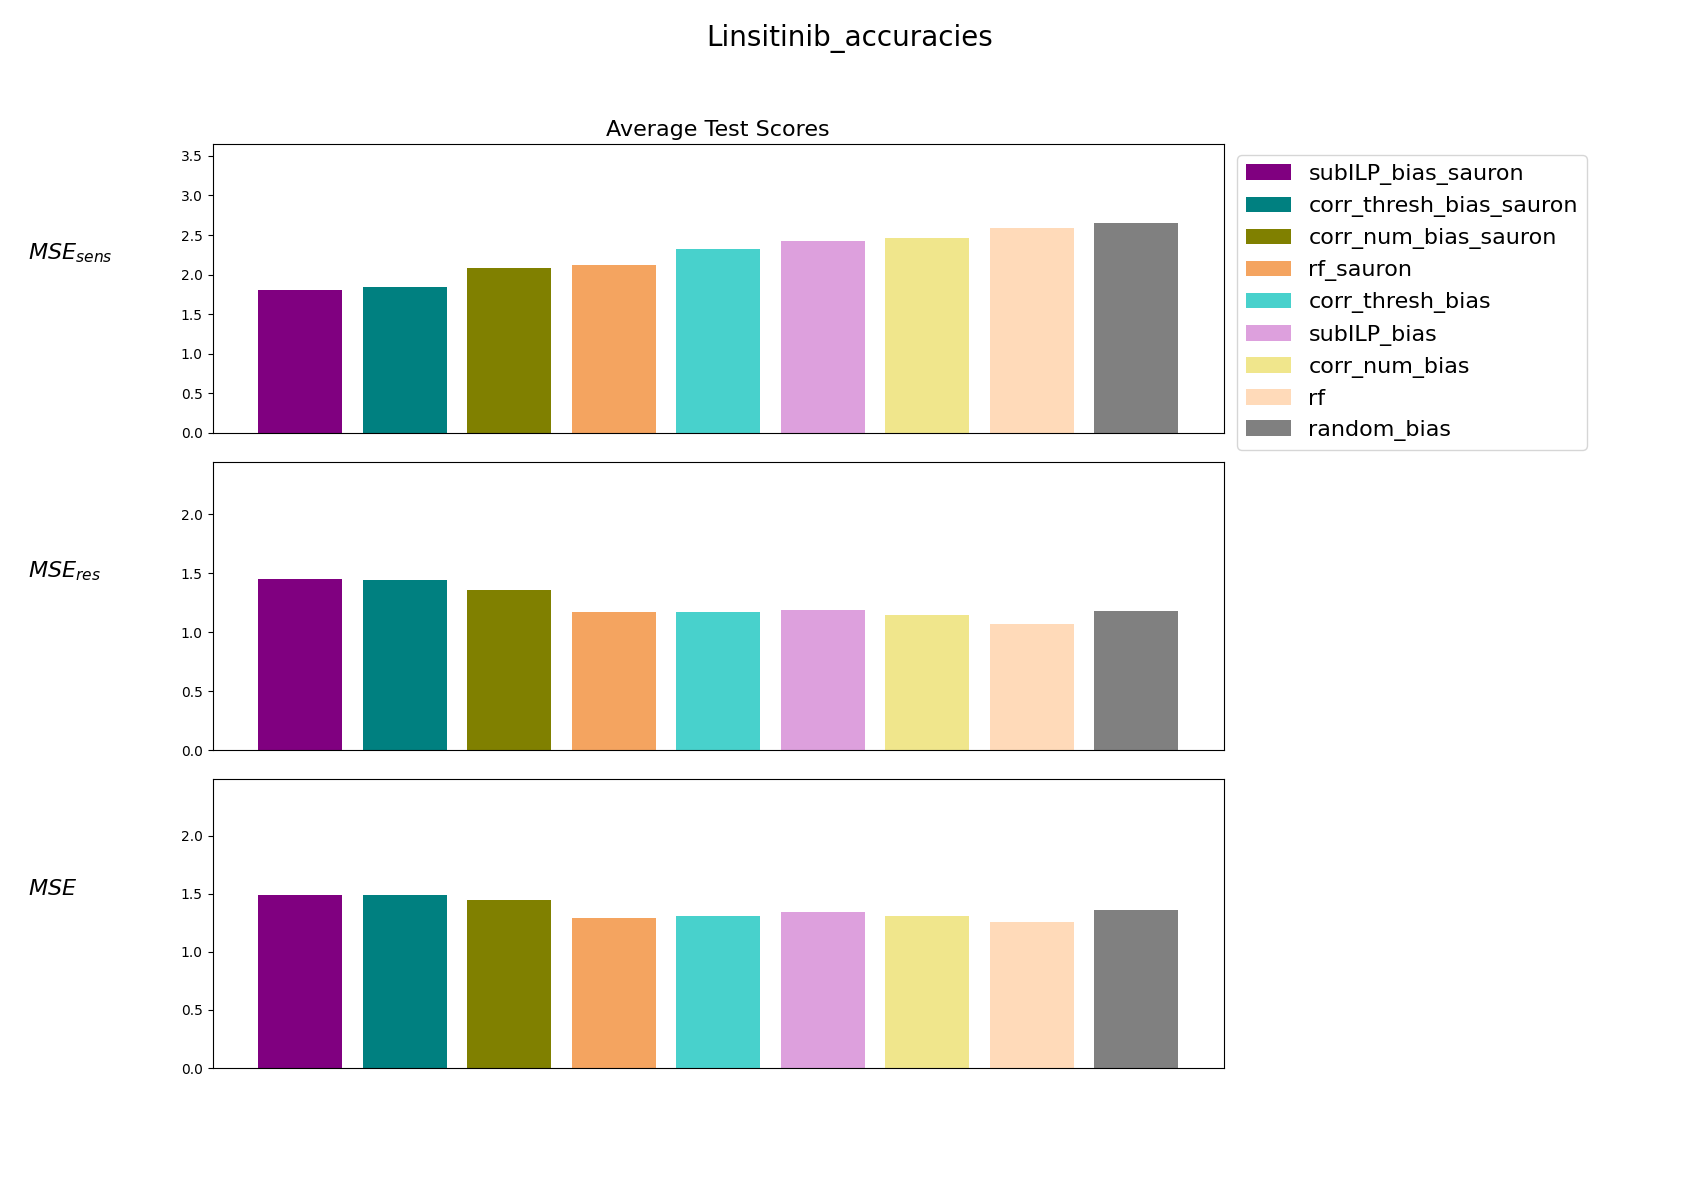 Linsitinib_accuracies
Average Test Scores
MSE_sens
3.5
3.0
2.5
2.0
1.5
1.0
0.5
0.0
subILP_bias_sauron
corr_thresh_bias_sauron
corr_num_bias_sauron
rf_sauron
corr_thresh_bias
subILP_bias
corr_num_bias
rf
random_bias
MSE_res
2.0
1.5
1.0
0.5
0.0
MSE
2.0
1.5
1.0
0.5
0.0